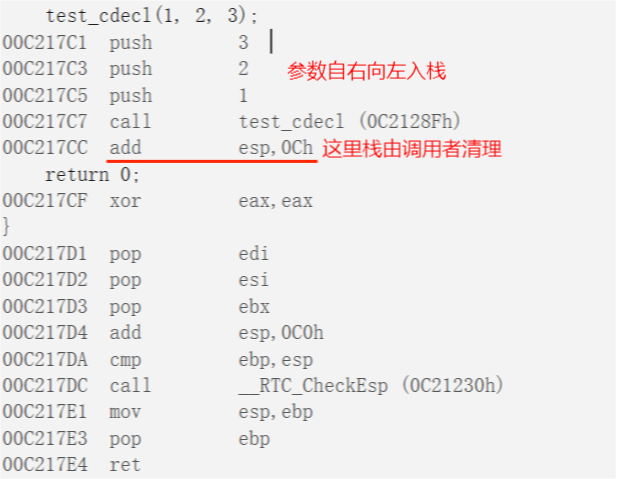 test_cdecl(1, 2, 3);
00C217C1 push 3
00C217C3 push 2 参数自右向左入栈
00C217C5 push 1
00C217C7 call test_cdecl (0C2128Fh)
00C217CC add esp,0Ch 这里栈由调用者清理
return 0;
00C217CF xor eax,eax
}
00C217D1 pop edi
00C217D2 pop esi
00C217D3 pop ebx
00C217D4 add esp,0C0h
00C217DA cmp ebp,esp
00C217DC call __RTC_CheckEsp (0C21230h)
00C217E1 mov esp,ebp
00C217E3 pop ebp
00C217E4 ret